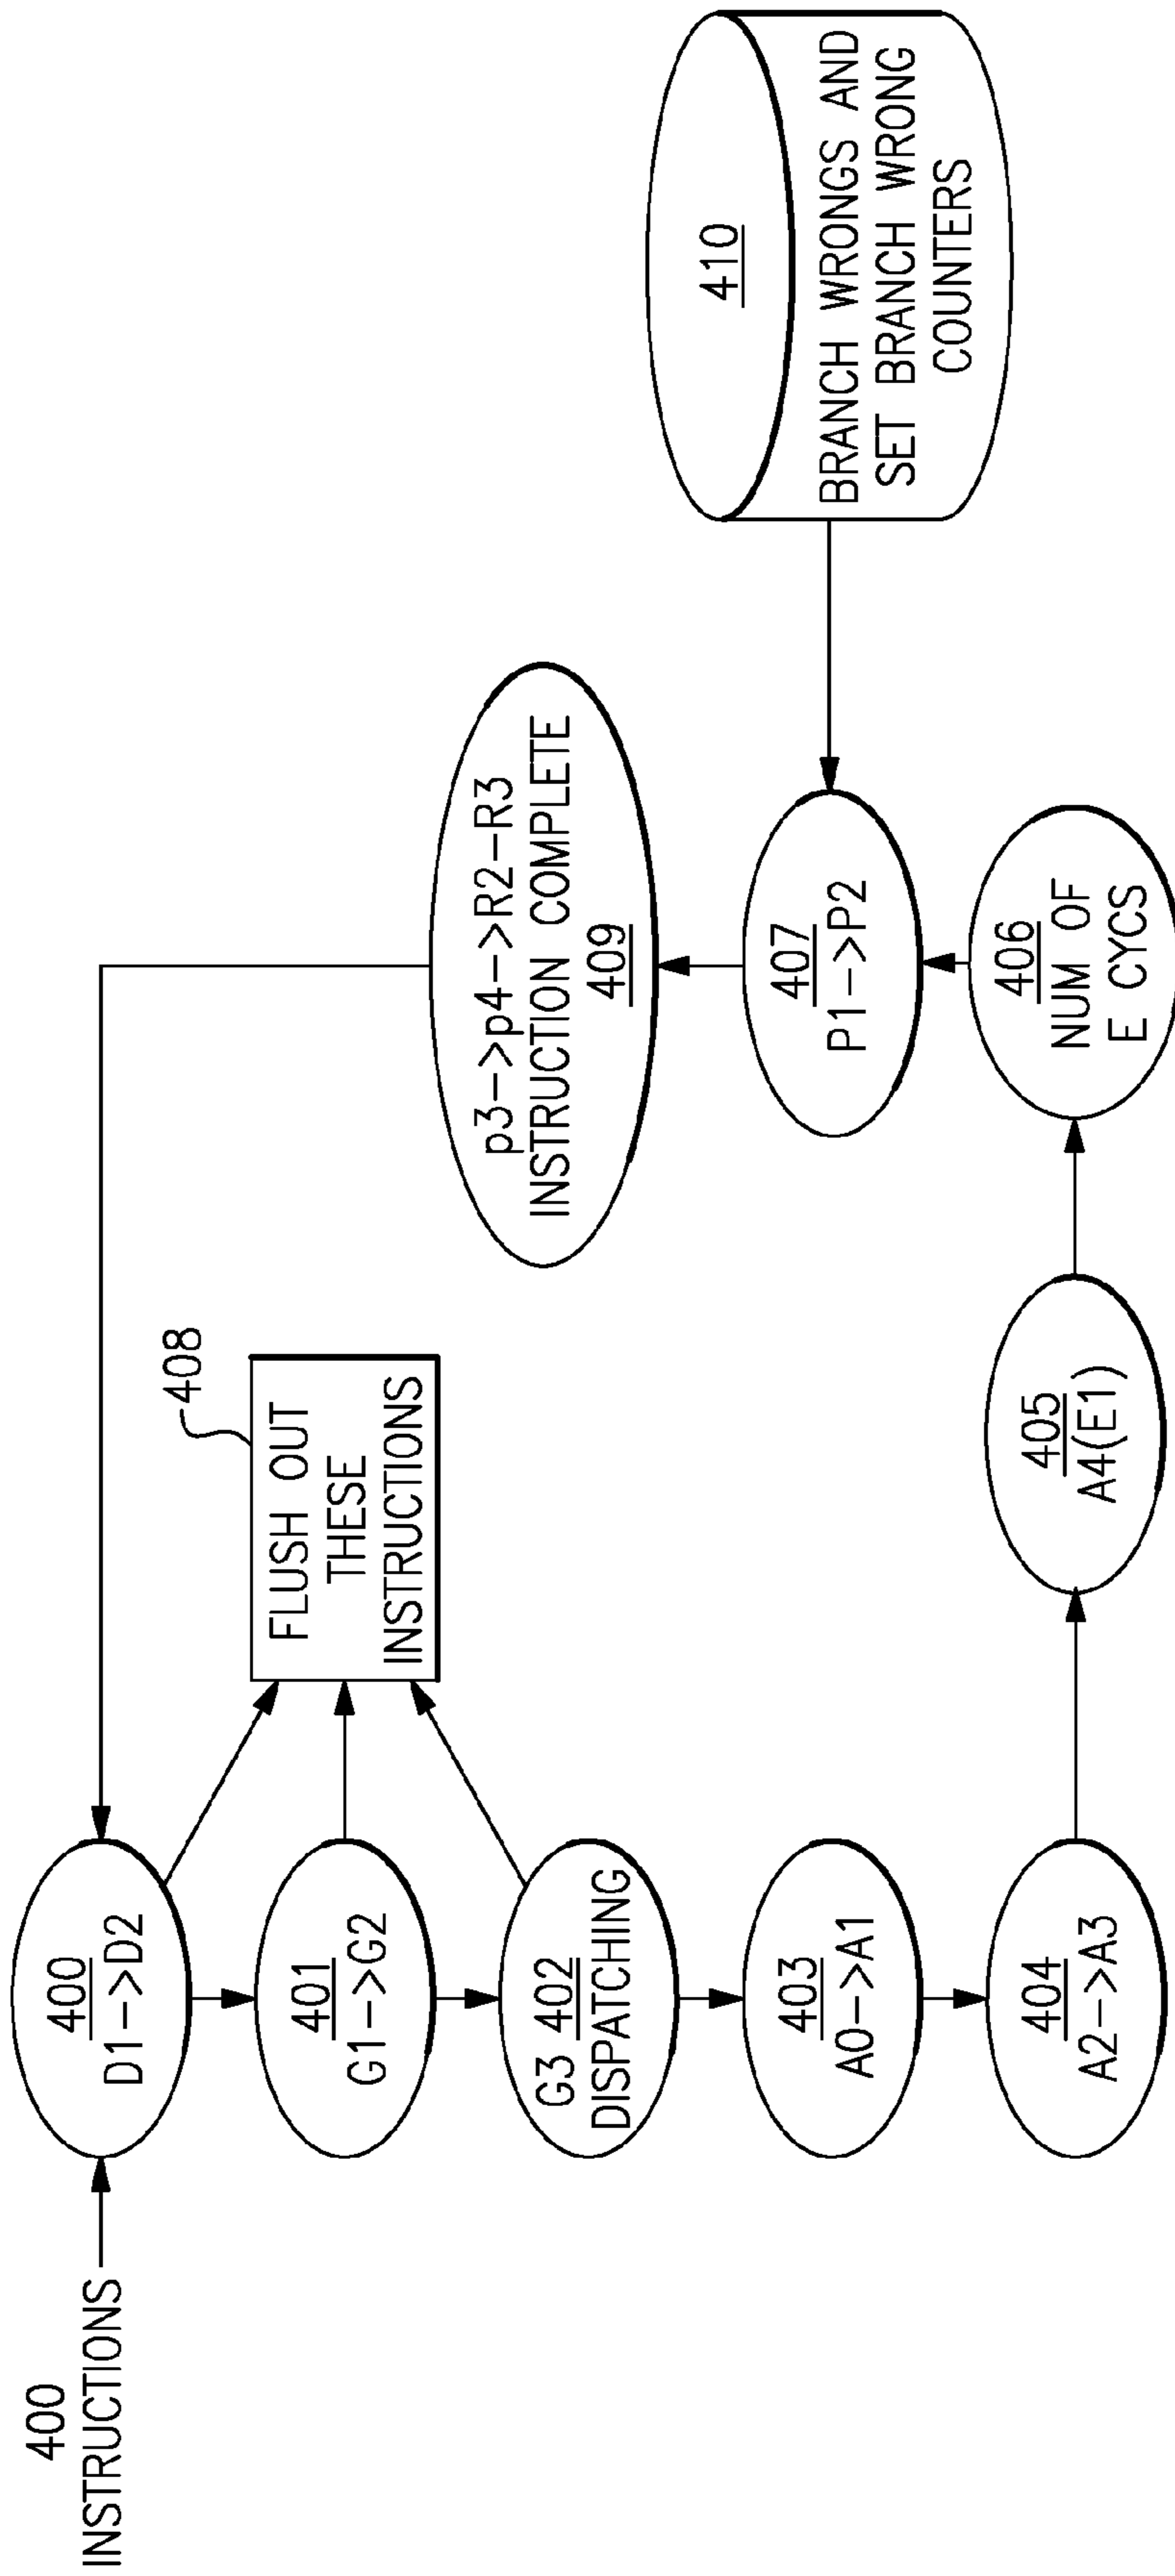 400
INSTRUCTIONS
400
D1->D2
401
G1->G2
G3 402
DISPATCHING
403
A0->A1
404
A2->A3
408
FLUSH OUT
THESE
INSTRUCTIONS
405
A4(E1)
p3->p4->R2-R3
INSTRUCTION COMPLETE
409
407
P1->P2
406
NUM OF
E CYCS
410
BRANCH WRONGS AND
SET BRANCH WRONG
COUNTERS